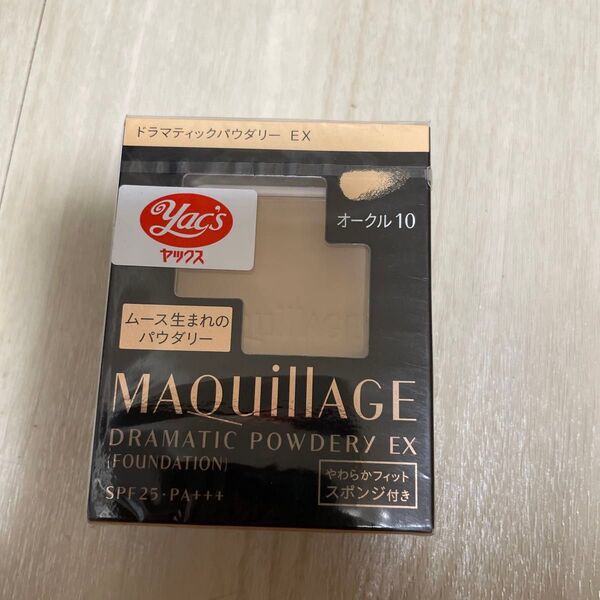 ドラマティックパウダリー EX
オークル10
yac's
ヤックス
ムース生まれの
パウダリー
MAQuillAGE
DRAMATIC POWDERY EX
(FOUNDATION)
SPF25・PA+++
やわらかフィット
スポンジ付き